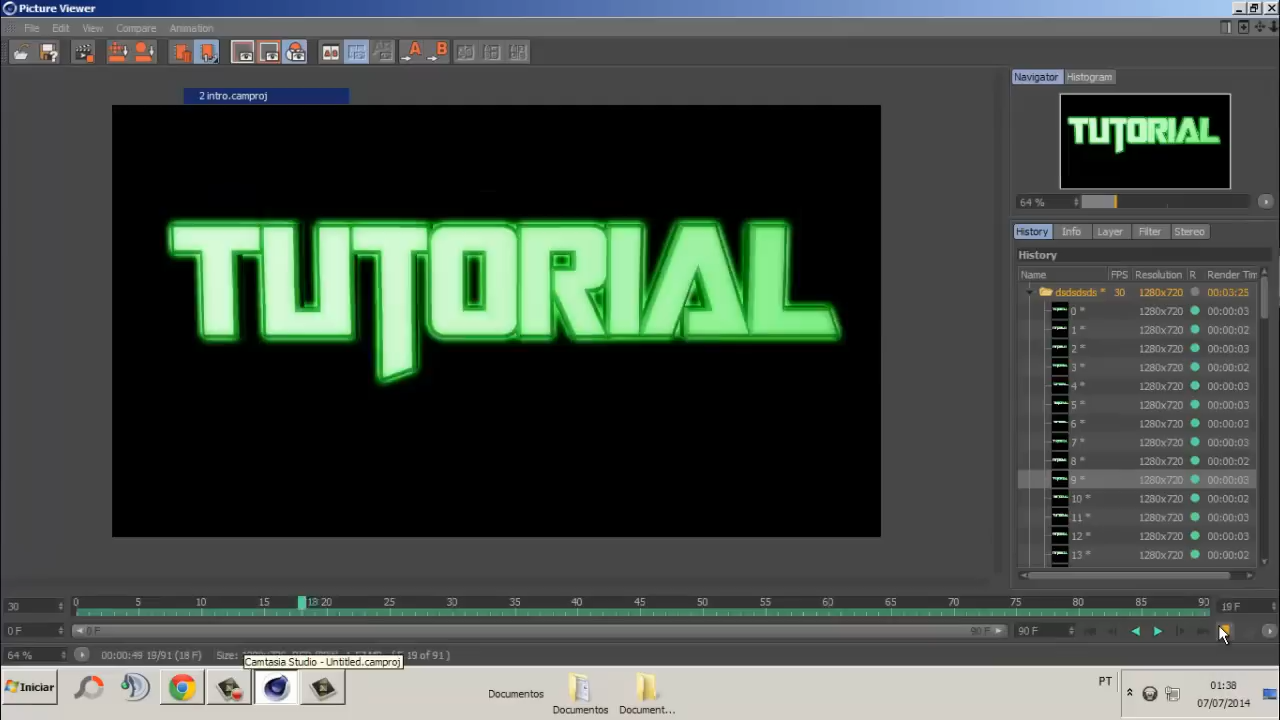 Picture Viewer
File Edit View Compare Animation
A B
2 intro.camproj
Navigator Histogram
TUTORIAL
TUTORIAL
64 %
History Info Layer Filter Stereo
History
Name FPS Resolution R Render Tim
dsdsdsds * 30 1280x720 00:03:25
0 * 1280x720 00:00:03
1 * 1280x720 00:00:02
2 * 1280x720 00:00:03
3 * 1280x720 00:00:02
4 * 1280x720 00:00:03
5 * 1280x720 00:00:03
6 * 1280x720 00:00:03
7 * 1280x720 00:00:03
8 * 1280x720 00:00:02
9 * 1280x720 00:00:03
10 * 1280x720 00:00:02
11 * 1280x720 00:00:03
12 * 1280x720 00:00:03
13 * 1280x720 00:00:02
30 0 5 10 15 18 20 25 30 35 40 45 50 55 60 65 70 75 80 85 90 19 F
0 F 0 F 90 F 90 F
64 % 00:00:49 19/91 (18 F) Size: 19 of 91 )
Camtasia Studio - Untitled.camproj
Iniciar
Documentos
Documentos
Document...
PT
01:38
07/07/2014